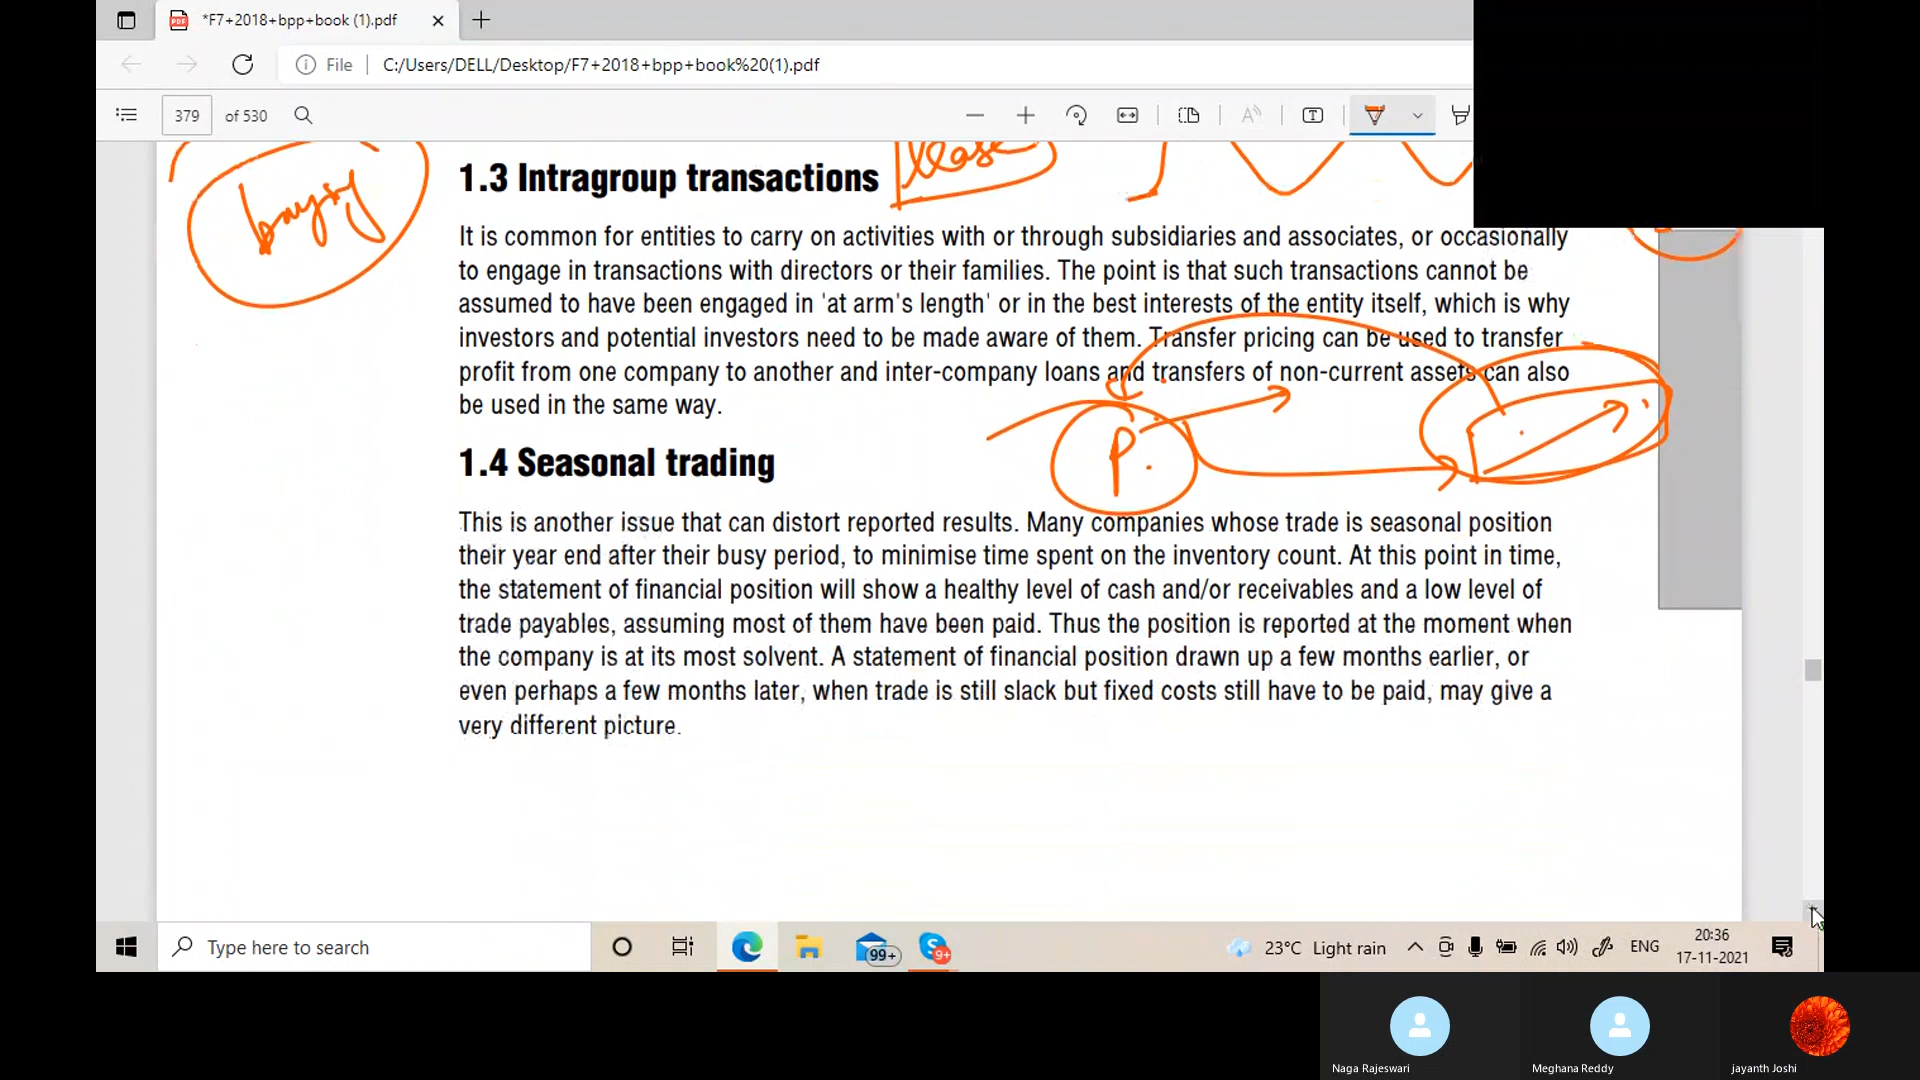 *F7+2018+bpp+book (1).pdf
File C:/Users/DELL/Desktop/F7+2018+bpp+book%20(1).pdf
379 of 530
1.3 Intragroup transactions
It is common for entities to carry on activities with or through subsidiaries and associates, or occasionally
to engage in transactions with directors or their families. The point is that such transactions cannot be
assumed to have been engaged in 'at arm's length' or in the best interests of the entity itself, which is why
investors and potential investors need to be made aware of them. Transfer pricing can be used to transfer
profit from one company to another and inter-company loans and transfers of non-current assets can also
be used in the same way.
P
1.4 Seasonal trading
This is another issue that can distort reported results. Many companies whose trade is seasonal position
their year end after their busy period, to minimise time spent on the inventory count. At this point in time,
the statement of financial position will show a healthy level of cash and/or receivables and a low level of
trade payables, assuming most of them have been paid. Thus the position is reported at the moment when
the company is at its most solvent. A statement of financial position drawn up a few months earlier, or
even perhaps a few months later, when trade is still slack but fixed costs still have to be paid, may give a
very different picture.
Type here to search
99+
9+
23°C Light rain
ENG
20:36
17-11-2021
Naga Rajeswari
Meghana Reddy
jayanth Joshi